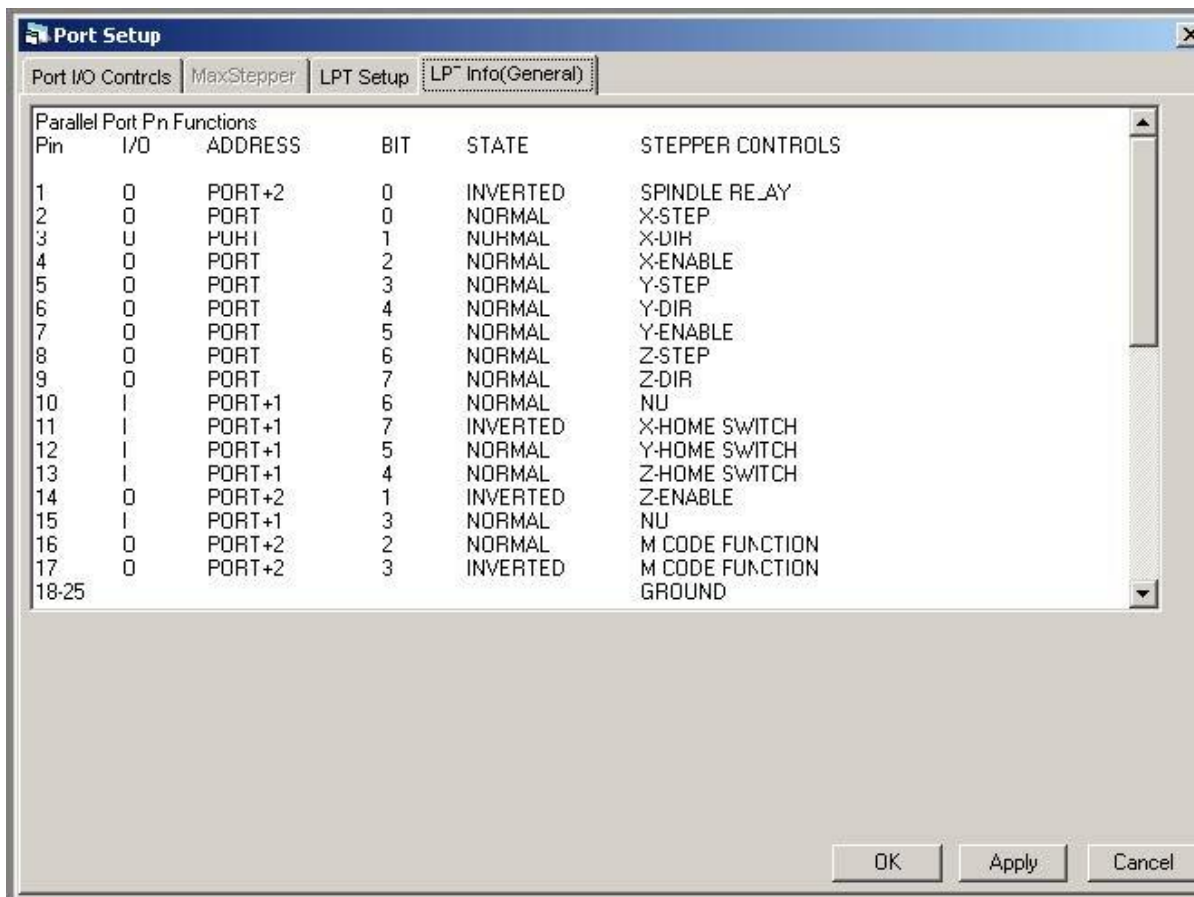 Port Setup
Port I/O Controls MaxStepper LPT Setup LPT Info(General)
Parallel Port Pin Functions
Pin I/O ADDRESS BIT STATE STEPPER CONTROLS
1 O PORT+2 0 INVERTED SPINDLE RELAY
2 O PORT 0 NORMAL X-STEP
3 O PORT 1 NORMAL X-DIR
4 O PORT 2 NORMAL X-ENABLE
5 O PORT 3 NORMAL Y-STEP
6 O PORT 4 NORMAL Y-DIR
7 O PORT 5 NORMAL Y-ENABLE
8 O PORT 6 NORMAL Z-STEP
9 O PORT 7 NORMAL Z-DIR
10 I PORT+1 6 NORMAL NU
11 I PORT+1 7 INVERTED X-HOME SWITCH
12 I PORT+1 5 NORMAL Y-HOME SWITCH
13 I PORT+1 4 NORMAL Z-HOME SWITCH
14 O PORT+2 1 INVERTED Z-ENABLE
15 I PORT+1 3 NORMAL NU
16 O PORT+2 2 NORMAL M CODE FUNCTION
17 O PORT+2 3 INVERTED M CODE FUNCTION
18-25 GROUND
OK Apply Cancel